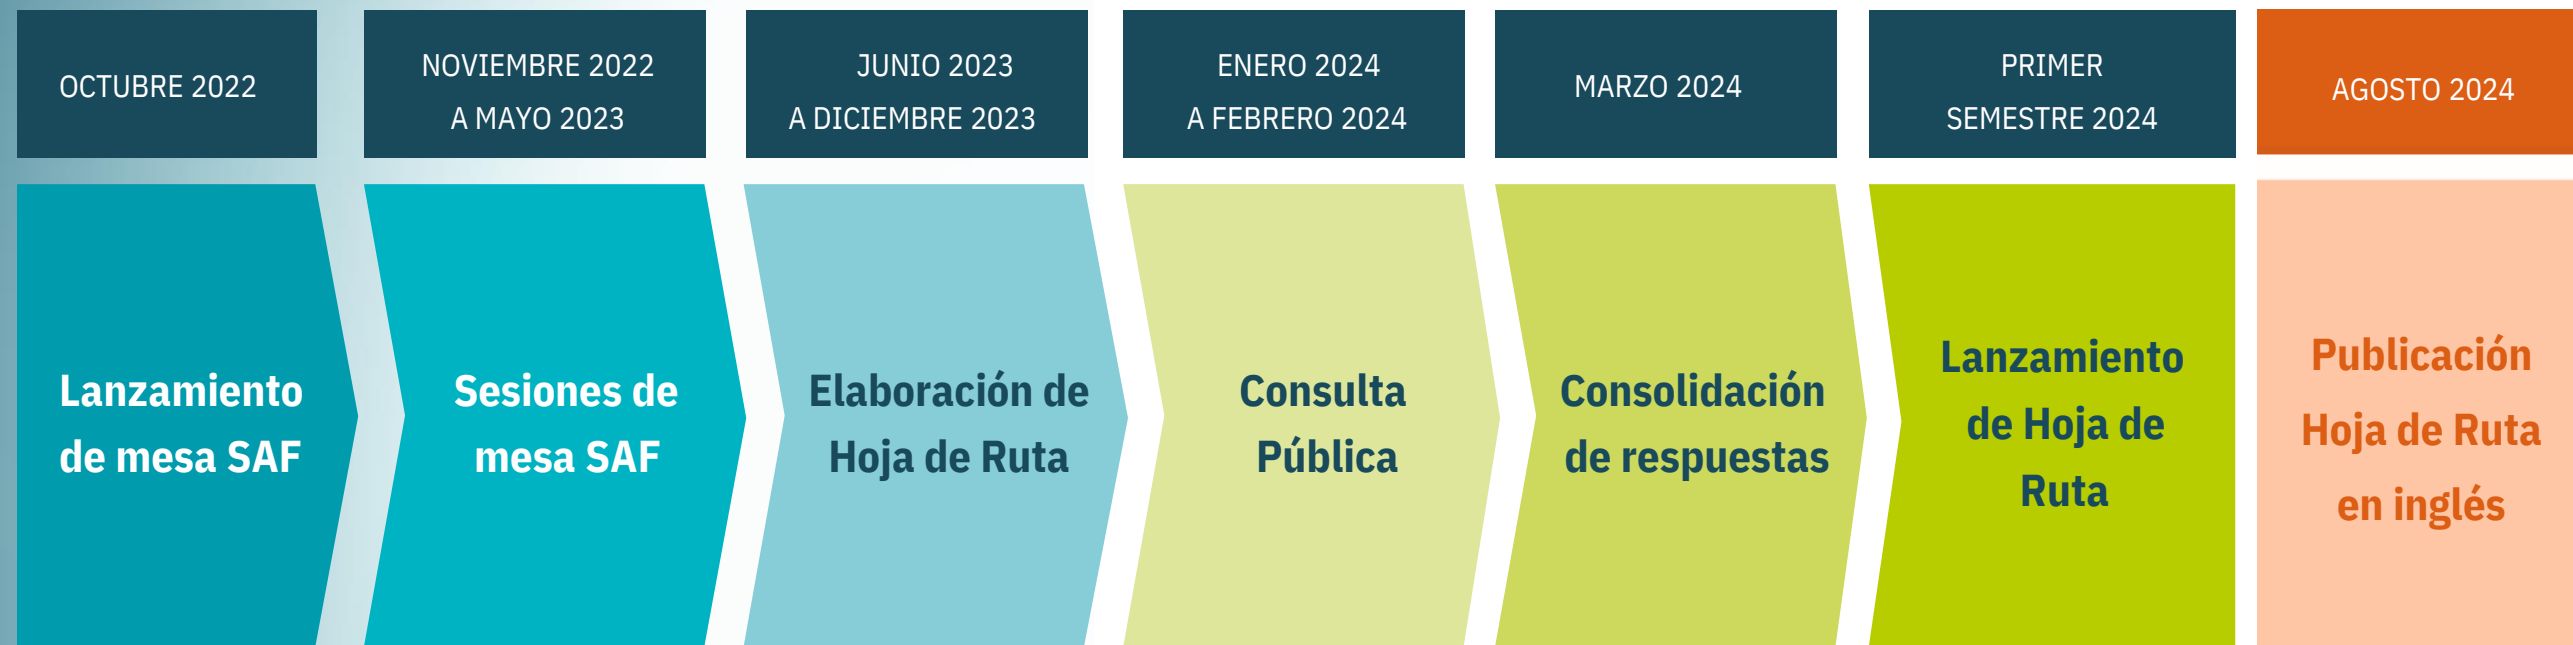 OCTUBRE 2022
NOVIEMBRE 2022
A MAYO 2023
JUNIO 2023
A DICIEMBRE 2023
ENERO 2024
A FEBRERO 2024
MARZO 2024
PRIMER
SEMESTRE 2024
AGOSTO 2024
Lanzamiento
de mesa SAF
Sesiones de
mesa SAF
Elaboración de
Hoja de Ruta
Consulta
Pública
Consolidación
de respuestas
Lanzamiento
de Hoja de
Ruta
Publicación
Hoja de Ruta
en inglés